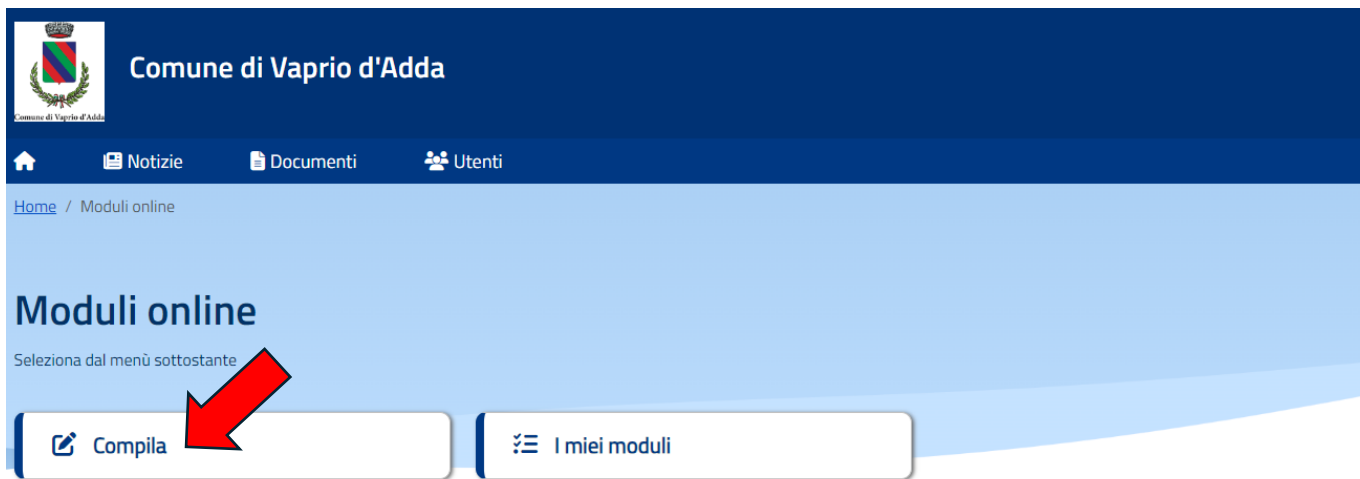 Comune di Vaprio d'Adda
Comune di Vaprio d'Adda
Notizie Documenti Utenti
Home / Moduli online
Moduli online
Seleziona dal menù sottostante
Compila I miei moduli